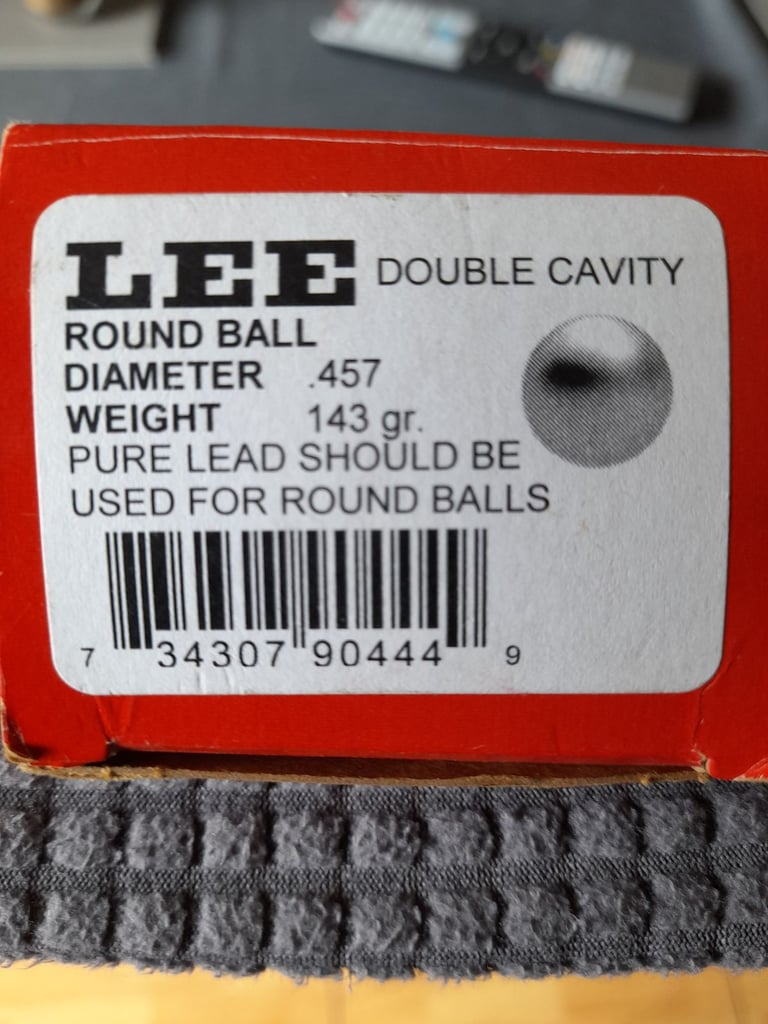 LEE DOUBLE CAVITY
ROUND BALL
DIAMETER .457
WEIGHT 143 gr.
PURE LEAD SHOULD BE
USED FOR ROUND BALLS
7 34307 90444 9